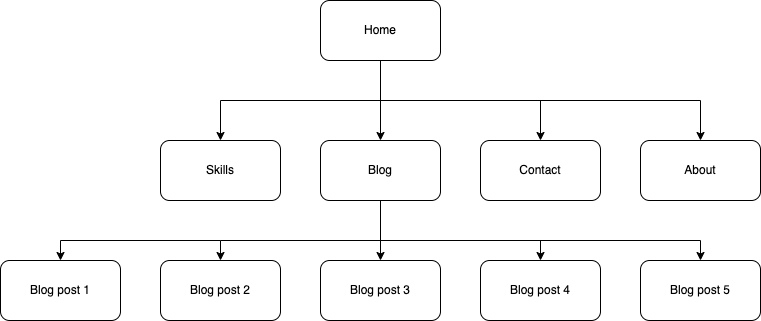 Home
Skills
Blog
Contact
About
Blog post 1
Blog post 2
Blog post 3
Blog post 4
Blog post 5